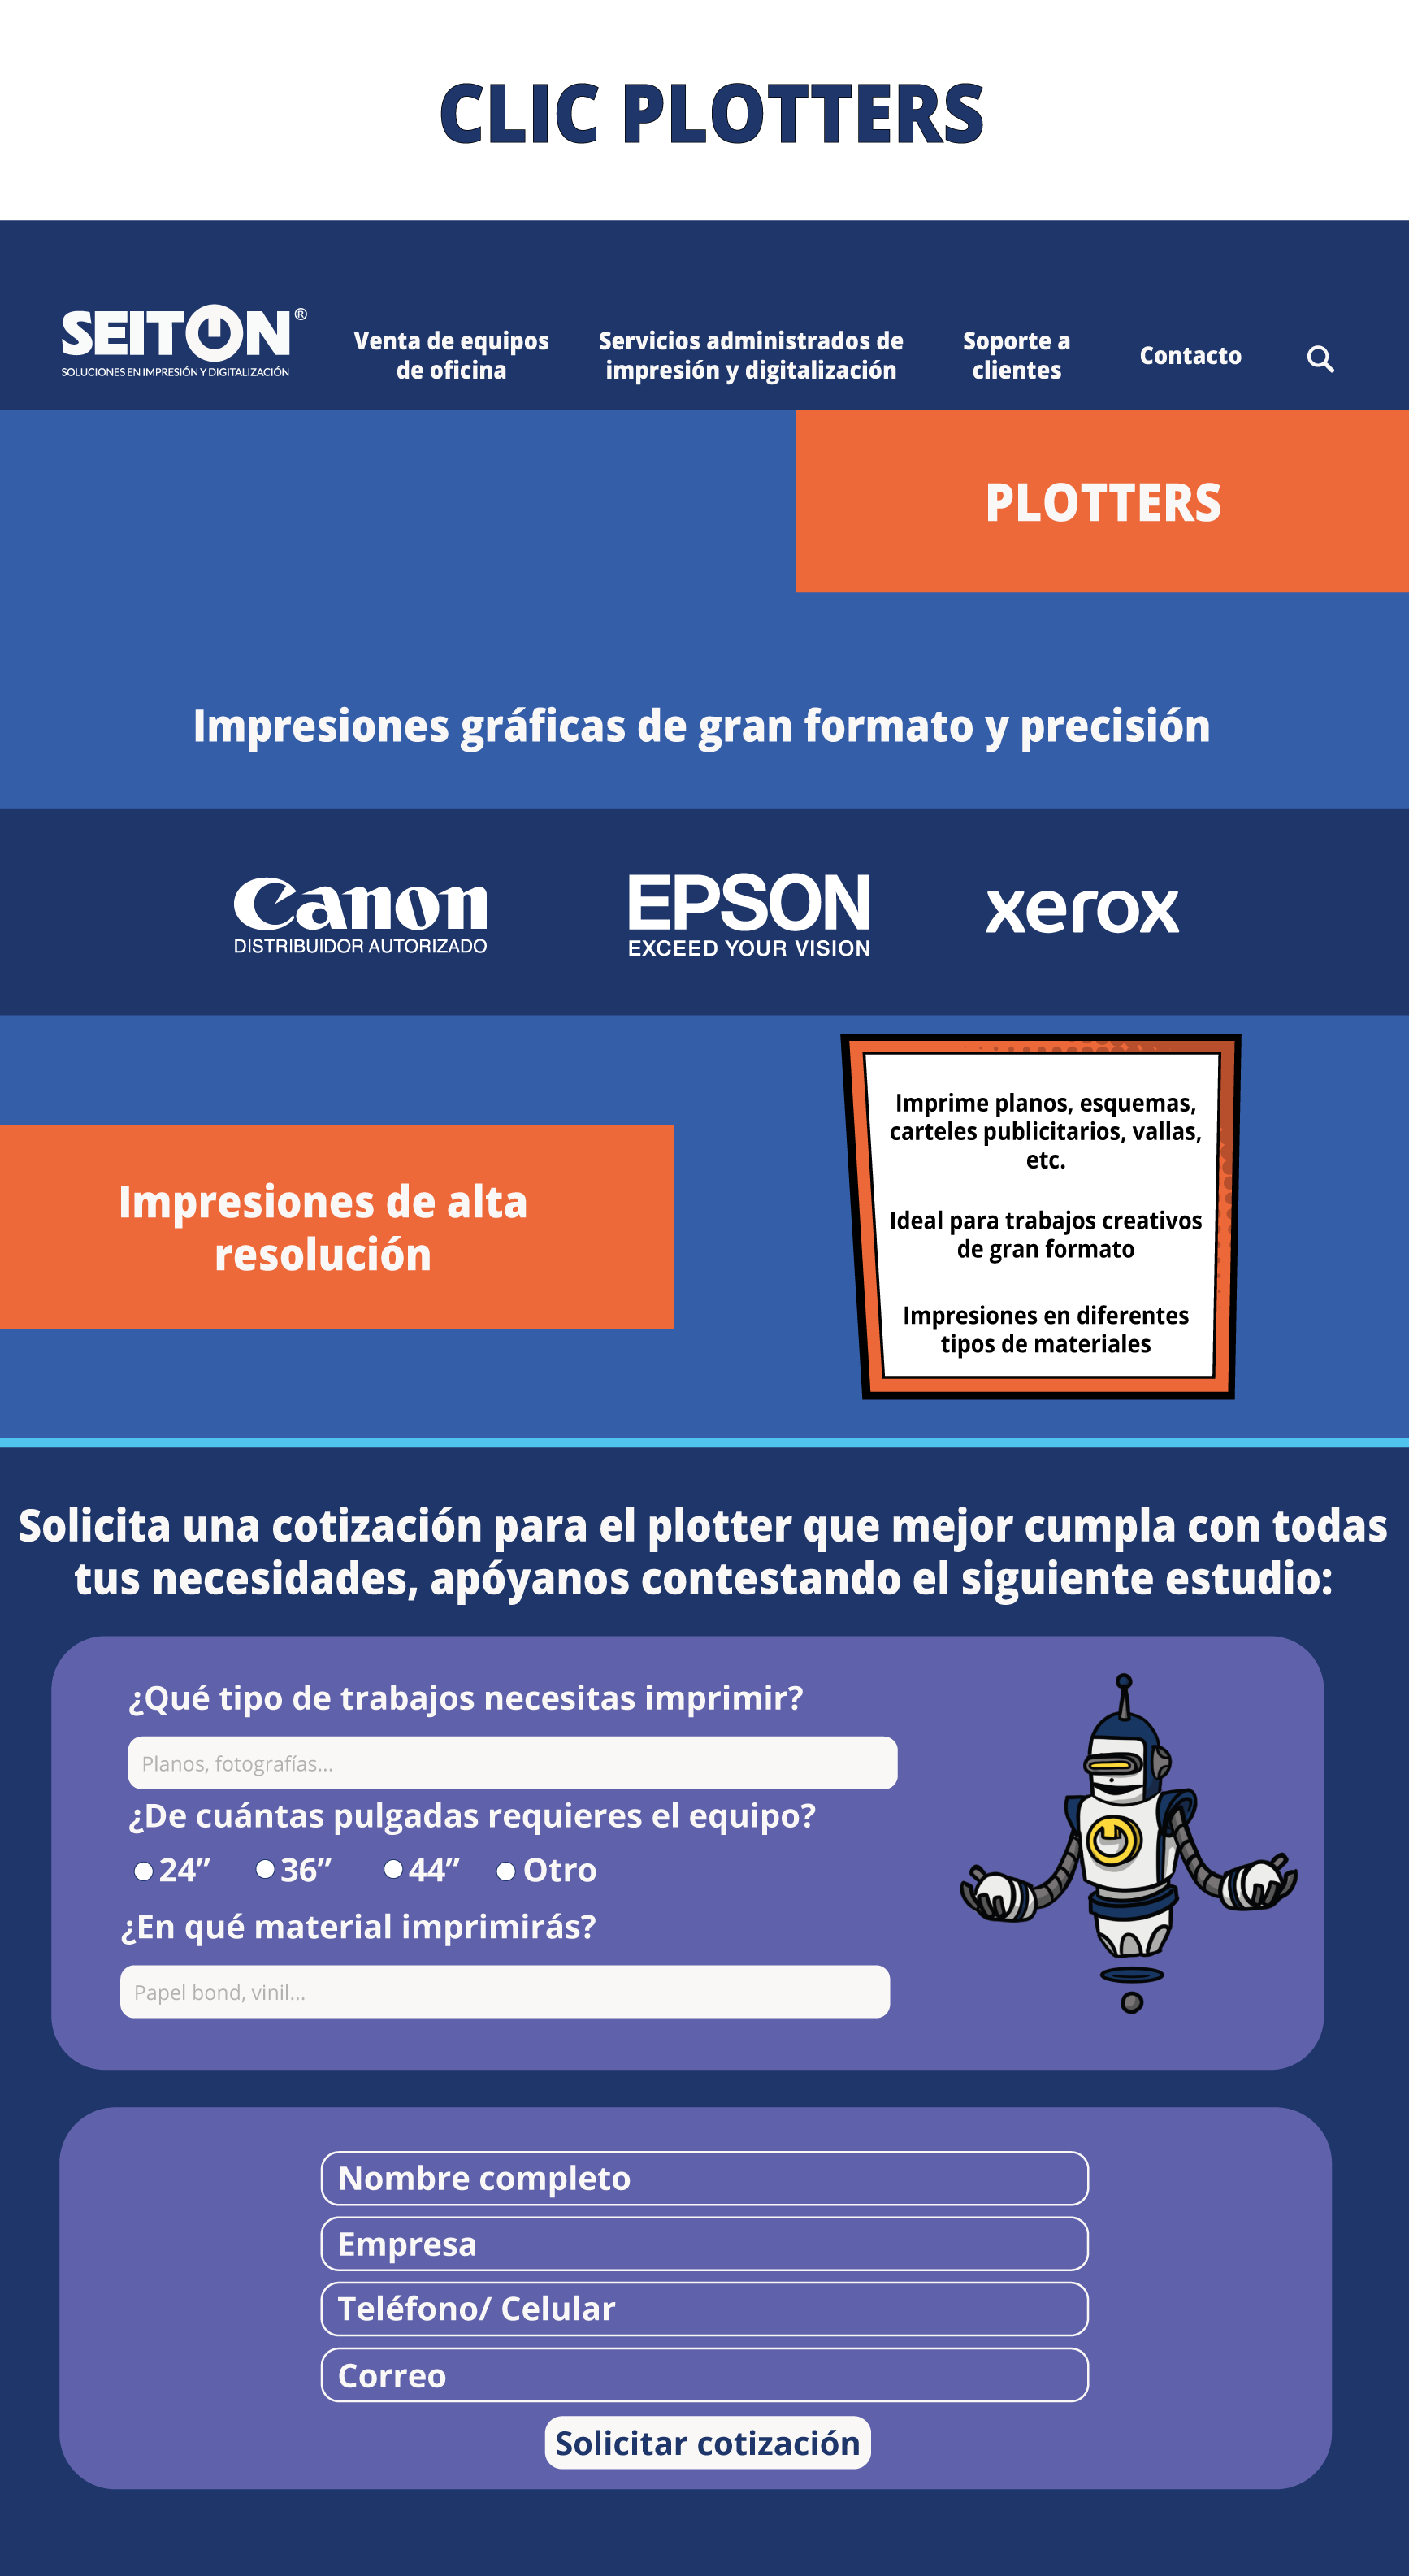 CLIC PLOTTERS
SEITON®
SOLUCIONES EN IMPRESIÓN Y DIGITALIZACIÓN
Venta de equipos
de oficina
Servicios administrados de
impresión y digitalización
Soporte a
clientes
Contacto
PLOTTERS
Impresiones gráficas de gran formato y precisión
Canon
DISTRIBUIDOR AUTORIZADO
EPSON
EXCEED YOUR VISION
xerox
Impresiones de alta
resolución
Imprime planos, esquemas,
carteles publicitarios, vallas,
etc.
Ideal para trabajos creativos
de gran formato
Impresiones en diferentes
tipos de materiales
Solicita una cotización para el plotter que mejor cumpla con todas
tus necesidades, apóyanos contestando el siguiente estudio:
¿Qué tipo de trabajos necesitas imprimir?
Planos, fotografías...
¿De cuántas pulgadas requieres el equipo?
24” 36” 44” Otro
¿En qué material imprimirás?
Papel bond, vinil...
Nombre completo
Empresa
Teléfono/ Celular
Correo
Solicitar cotización